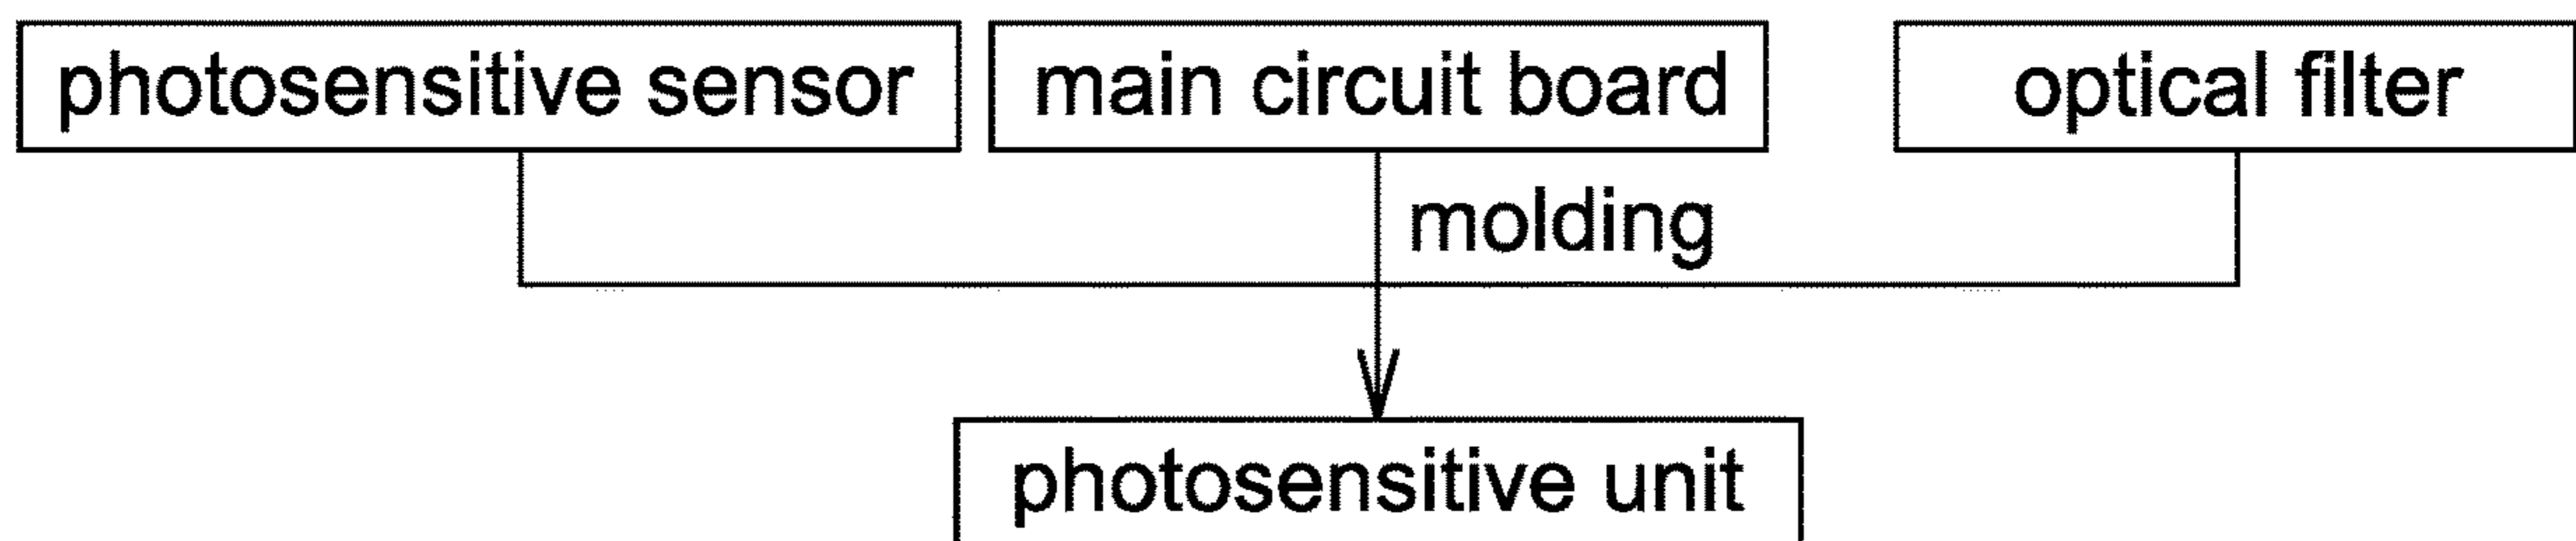 photosensitive sensor
main circuit board
optical filter
molding
photosensitive unit